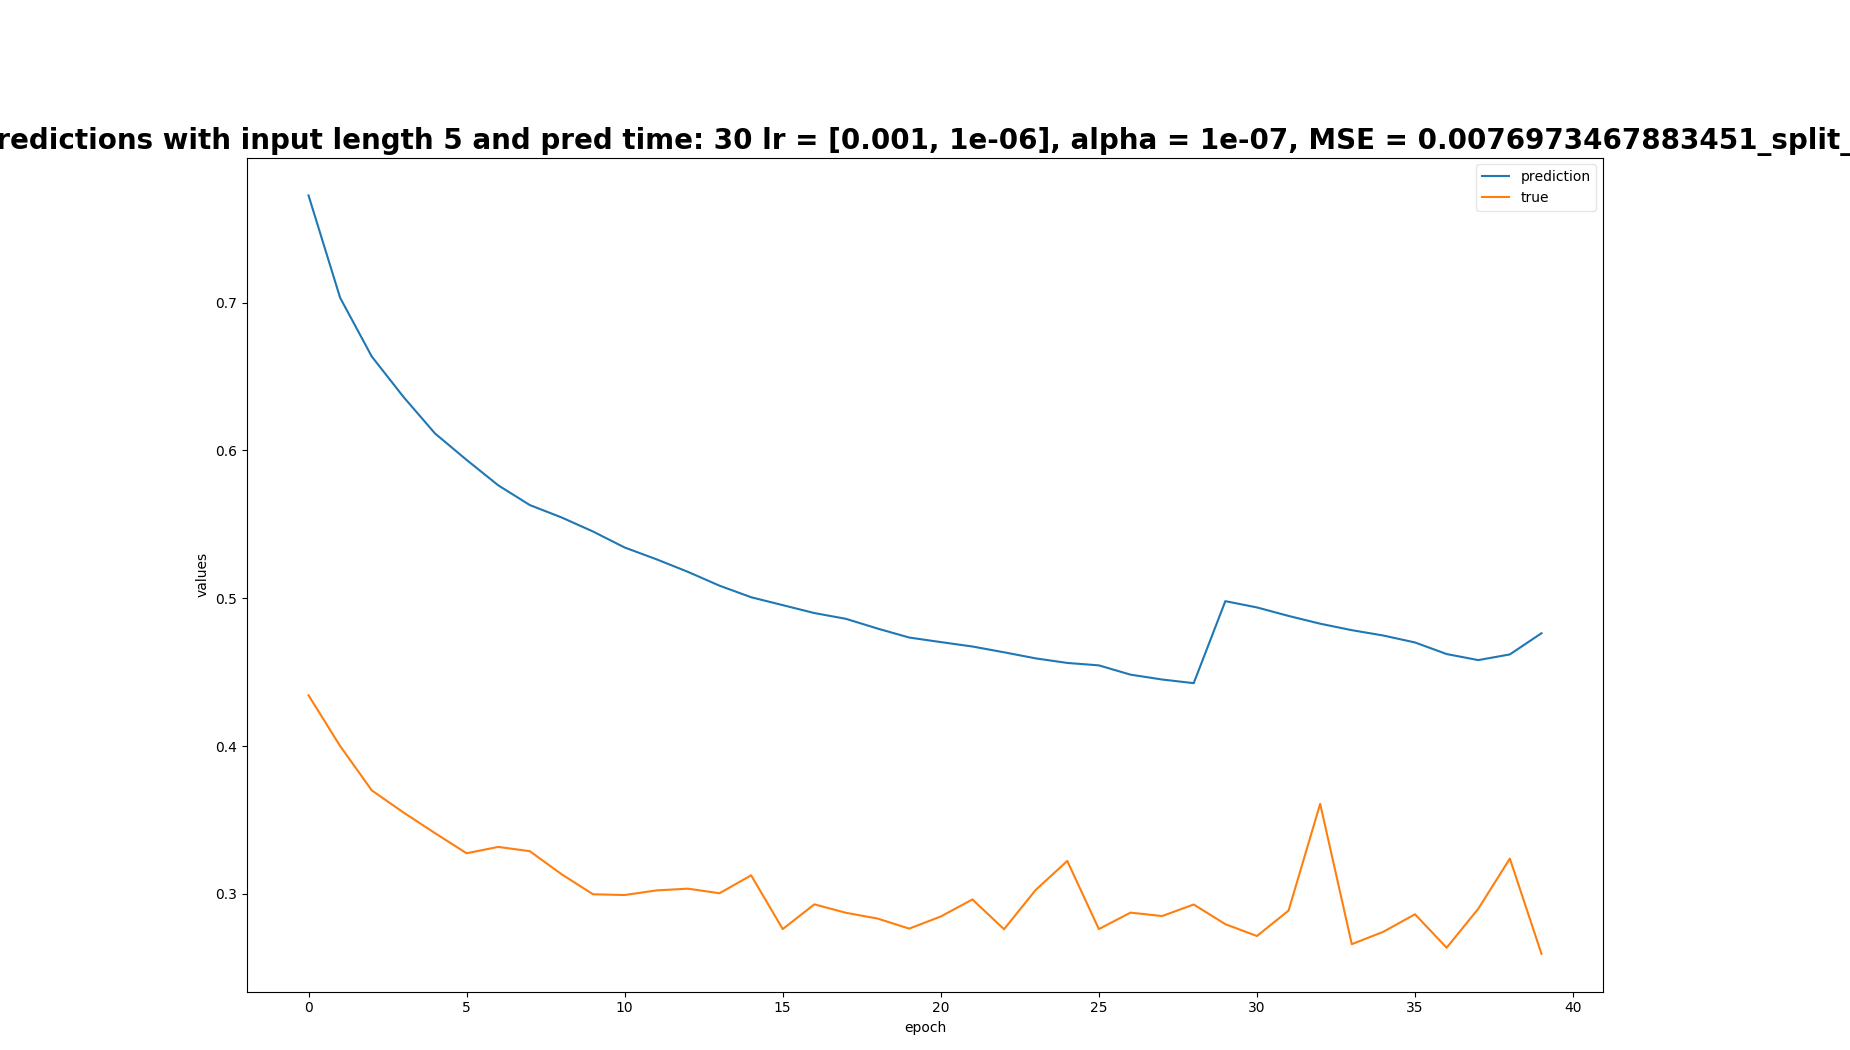 redictions with input length 5 and pred time: 30 lr = [0.001, 1e-06], alpha = 1e-07, MSE = 0.0076973467883451_split_
prediction
true
0.7
0.6
0.5
0.4
0.3
values
0 5 10 15 20 25 30 35 40
epoch